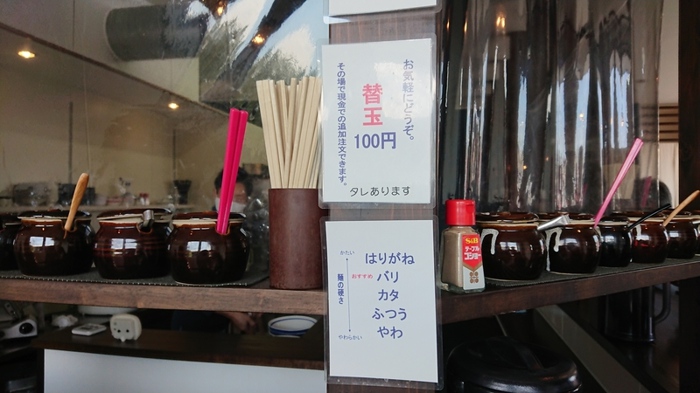 お気軽にどうぞ。
替玉
100円
その場で現金での追加注文できます。
タレあります
かたい
麺の硬さ
やわらかい
はりがね
おすすめ バリ
カタ
ふつう
やわ
S&B
テーブル
コショー